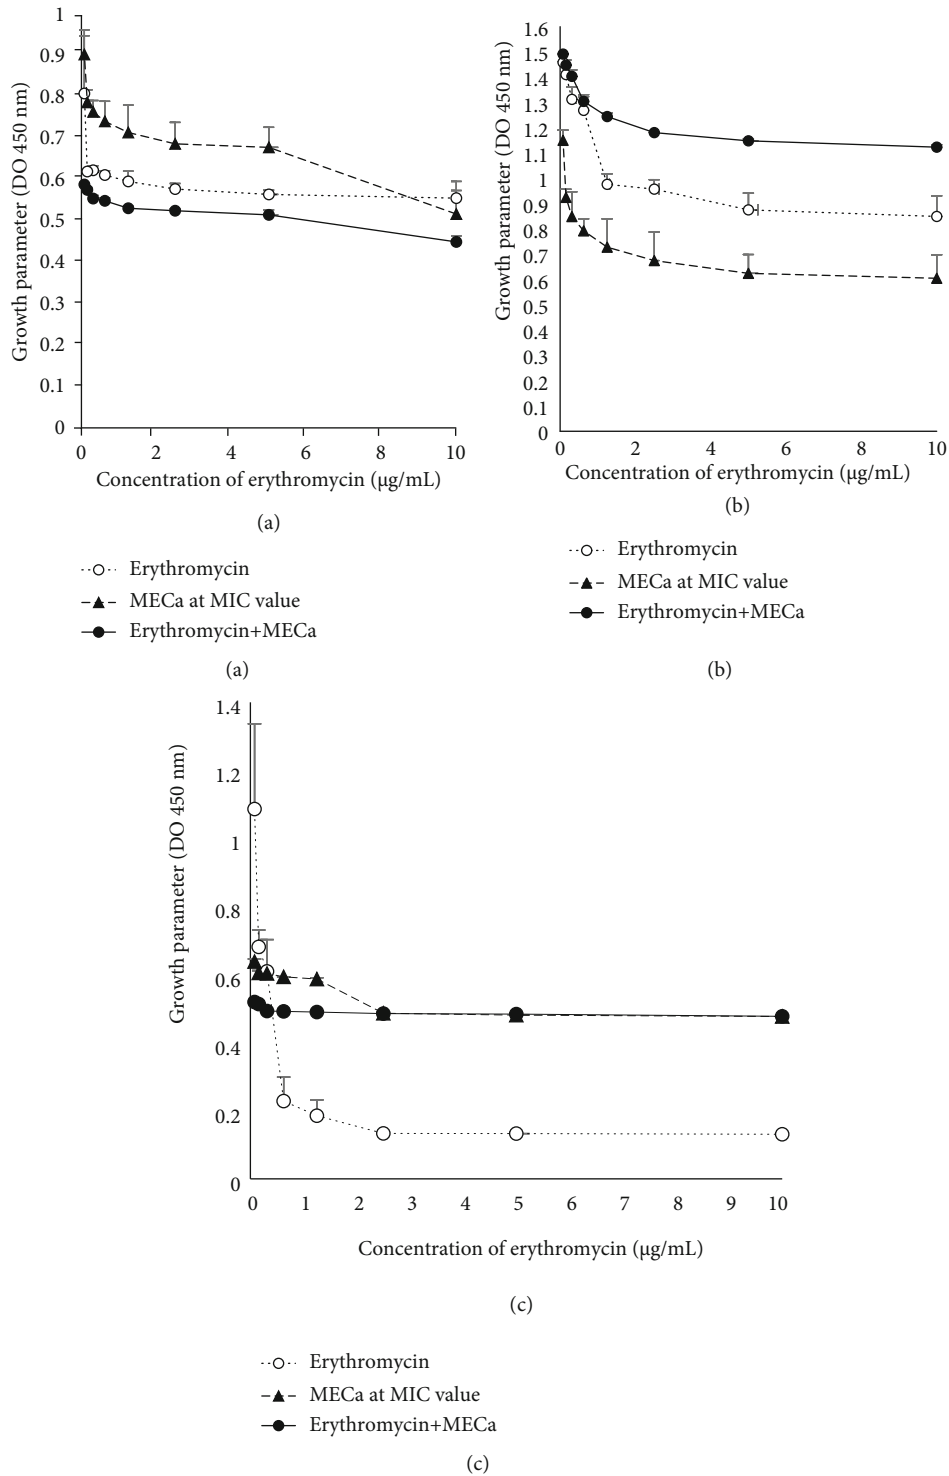 1
0.9
0.8
0.7
0.6
0.5
0.4
0.3
0.2
0.1
0
Growth parameter (DO 450 nm)
0 2 4 6 8 10
Concentration of erythromycin (µg/mL)
(a)
Erythromycin
MECa at MIC value
Erythromycin+MECa
(a)
1.6
1.5
1.4
1.3
1.2
1.1
1
0.9
0.8
0.7
0.6
0.5
0.4
0.3
0.2
0.1
0
Growth parameter (DO 450 nm)
0 2 4 6 8 10
Concentration of erythromycin (µg/mL)
(b)
Erythromycin
MECa at MIC value
Erythromycin+MECa
(b)
1.4
1.2
1
0.8
0.6
0.4
0.2
0
Growth parameter (DO 450 nm)
0 1 2 3 4 5 6 7 8 9 10
Concentration of erythromycin (µg/mL)
(c)
Erythromycin
MECa at MIC value
Erythromycin+MECa
(c)